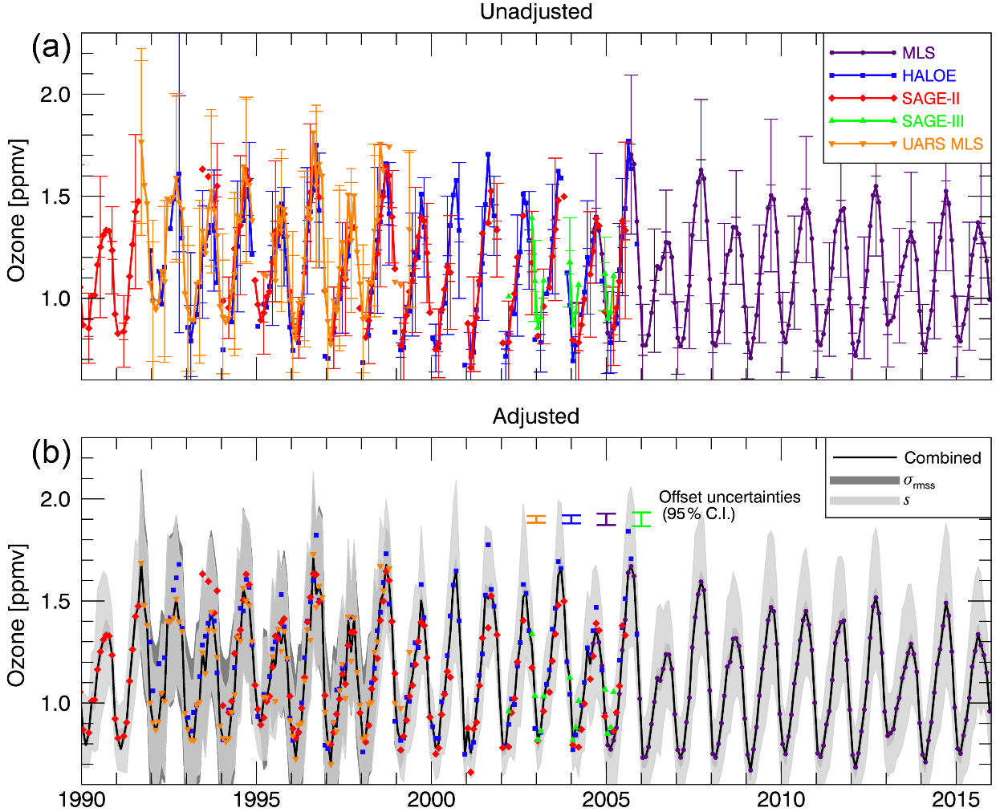 Unadjusted
(a)
MLS
HALOE
SAGE-II
SAGE-III
UARS MLS
2.0
1.5
1.0
Ozone [ppmv]
Adjusted
(b)
Combined
σrmss
s
Offset uncertainties
(95% C.I.)
2.0
1.5
1.0
Ozone [ppmv]
1990 1995 2000 2005 2010 2015